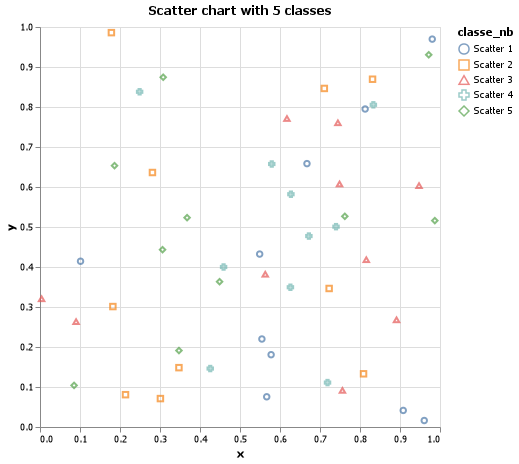 Scatter chart with 5 classes
classe_nb
Scatter 1
Scatter 2
Scatter 3
Scatter 4
Scatter 5
y
1.0
0.9
0.8
0.7
0.6
0.5
0.4
0.3
0.2
0.1
0.0
0.0 0.1 0.2 0.3 0.4 0.5 0.6 0.7 0.8 0.9 1.0
x